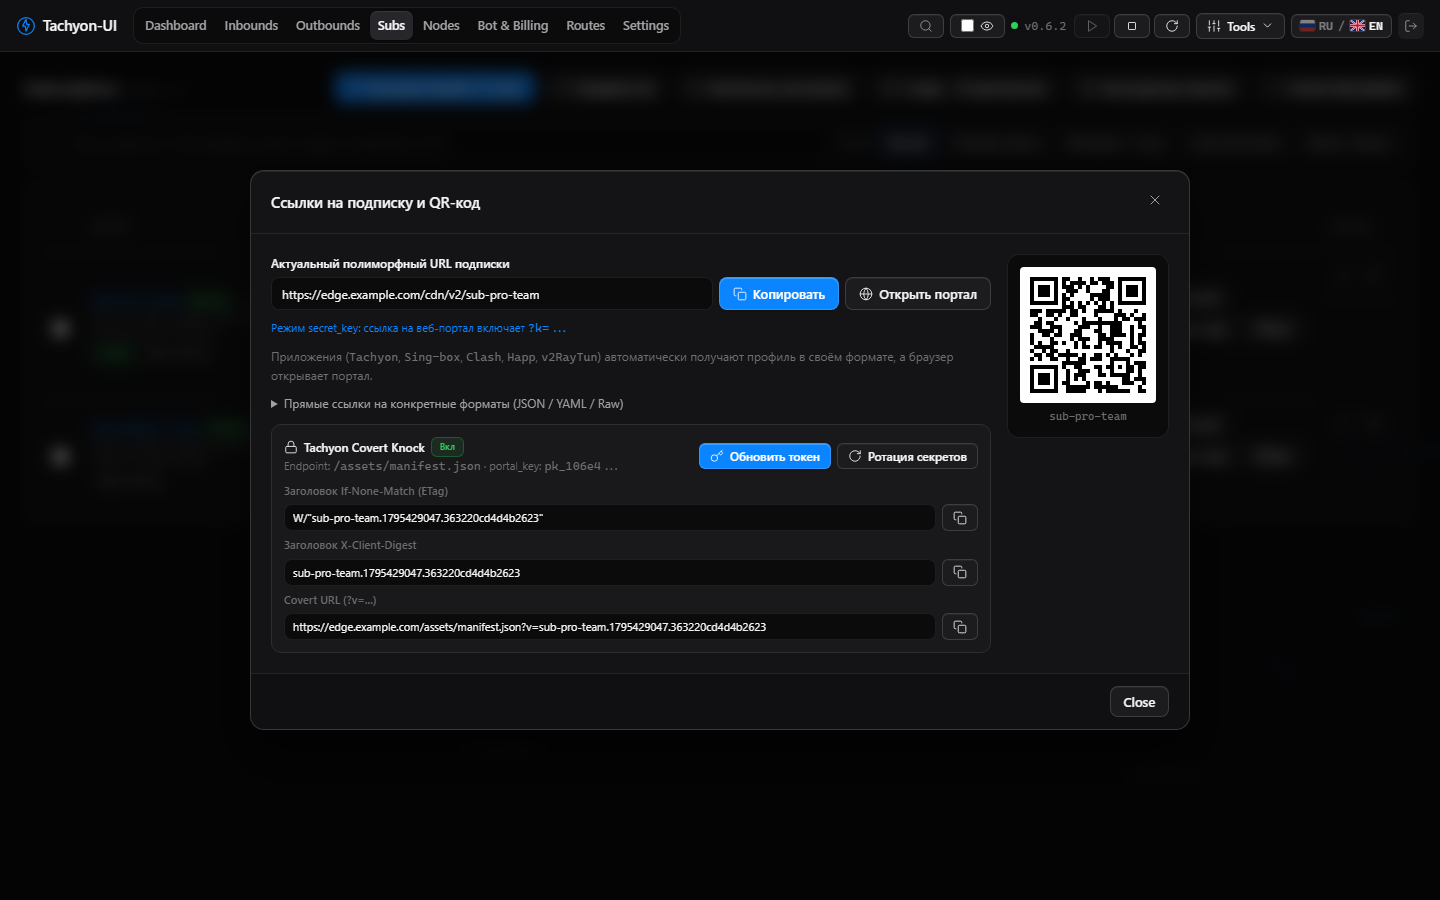 Tachyon-UI
Dashboard
Inbounds
Outbounds
Subs
Nodes
Bot & Billing
Routes
Settings
v0.6.2
Tools
RU / EN
Ссылки на подписку и QR-код
Актуальный полиморфный URL подписки
https://edge.example.com/cdn/v2/sub-pro-team
Копировать
Открыть портал
Режим secret_key: ссылка на веб-портал включает ?k= ...
Приложения (Tachyon, Sing-box, Clash, Happ, v2RayTun) автоматически получают профиль в своём формате, а браузер
открывает портал.
Прямые ссылки на конкретные форматы (JSON / YAML / Raw)
sub-pro-team
Tachyon Covert Knock
Вкл
Endpoint: /assets/manifest.json · portal_key: pk_106e4 ...
Обновить токен
Ротация секретов
Заголовок If-None-Match (ETag)
W/"sub-pro-team.1795429047.363220cd4d4b2623"
Заголовок X-Client-Digest
sub-pro-team.1795429047.363220cd4d4b2623
Covert URL (?v=...)
https://edge.example.com/assets/manifest.json?v=sub-pro-team.1795429047.363220cd4d4b2623
Close